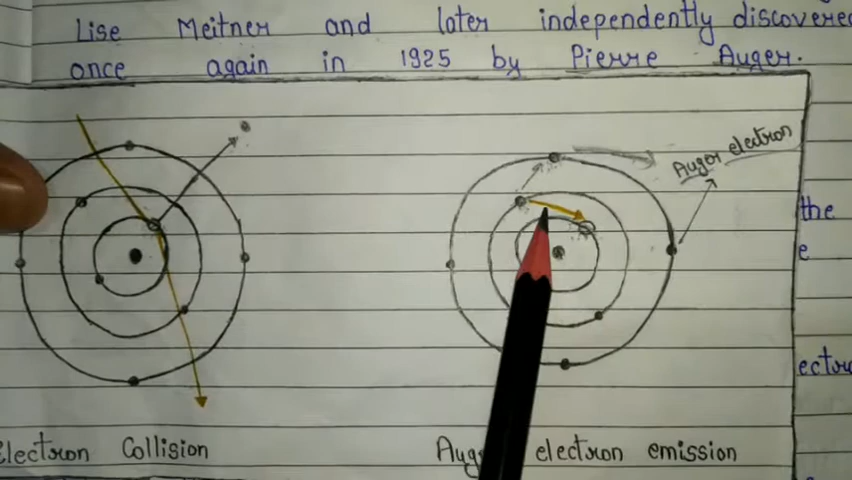 Lise Meitner and later independently discovered
once again in 1925 by Pierre Auger.
Auger electron
the
e
Electron Collision
electron emission